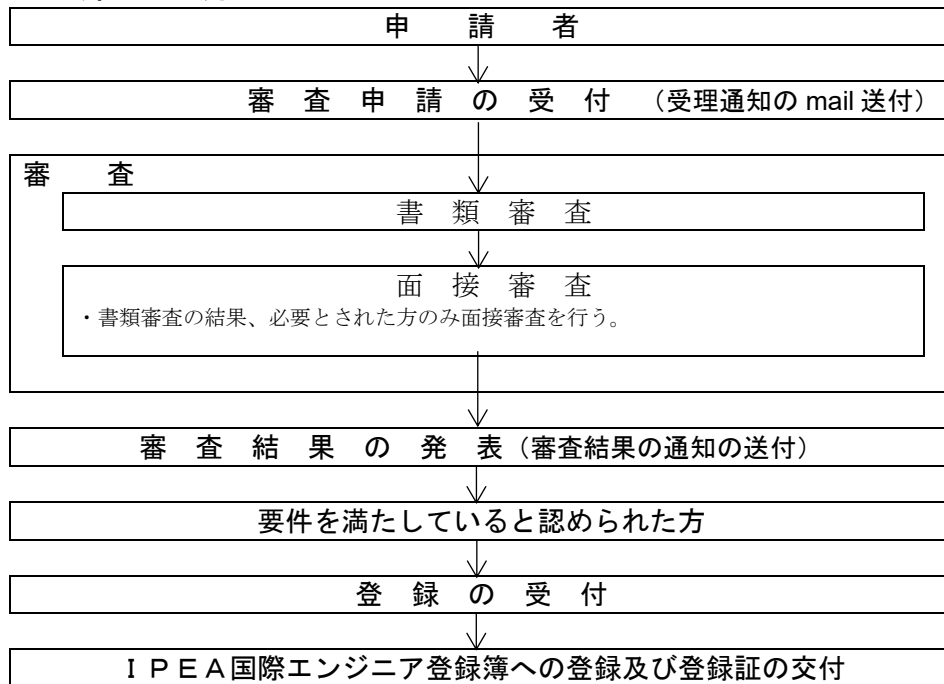 申　請　者
審　査　申　請　の　受　付　（受理通知の mail 送付）
審　査
書　類　審　査
面　接　審　査
・書類審査の結果、必要とされた方のみ面接審査を行う。
審　査　結　果　の　発　表（審査結果の通知の送付）
要件を満たしていると認められた方
登　録　の　受　付
ＩＰＥＡ国際エンジニア登録簿への登録及び登録証の交付